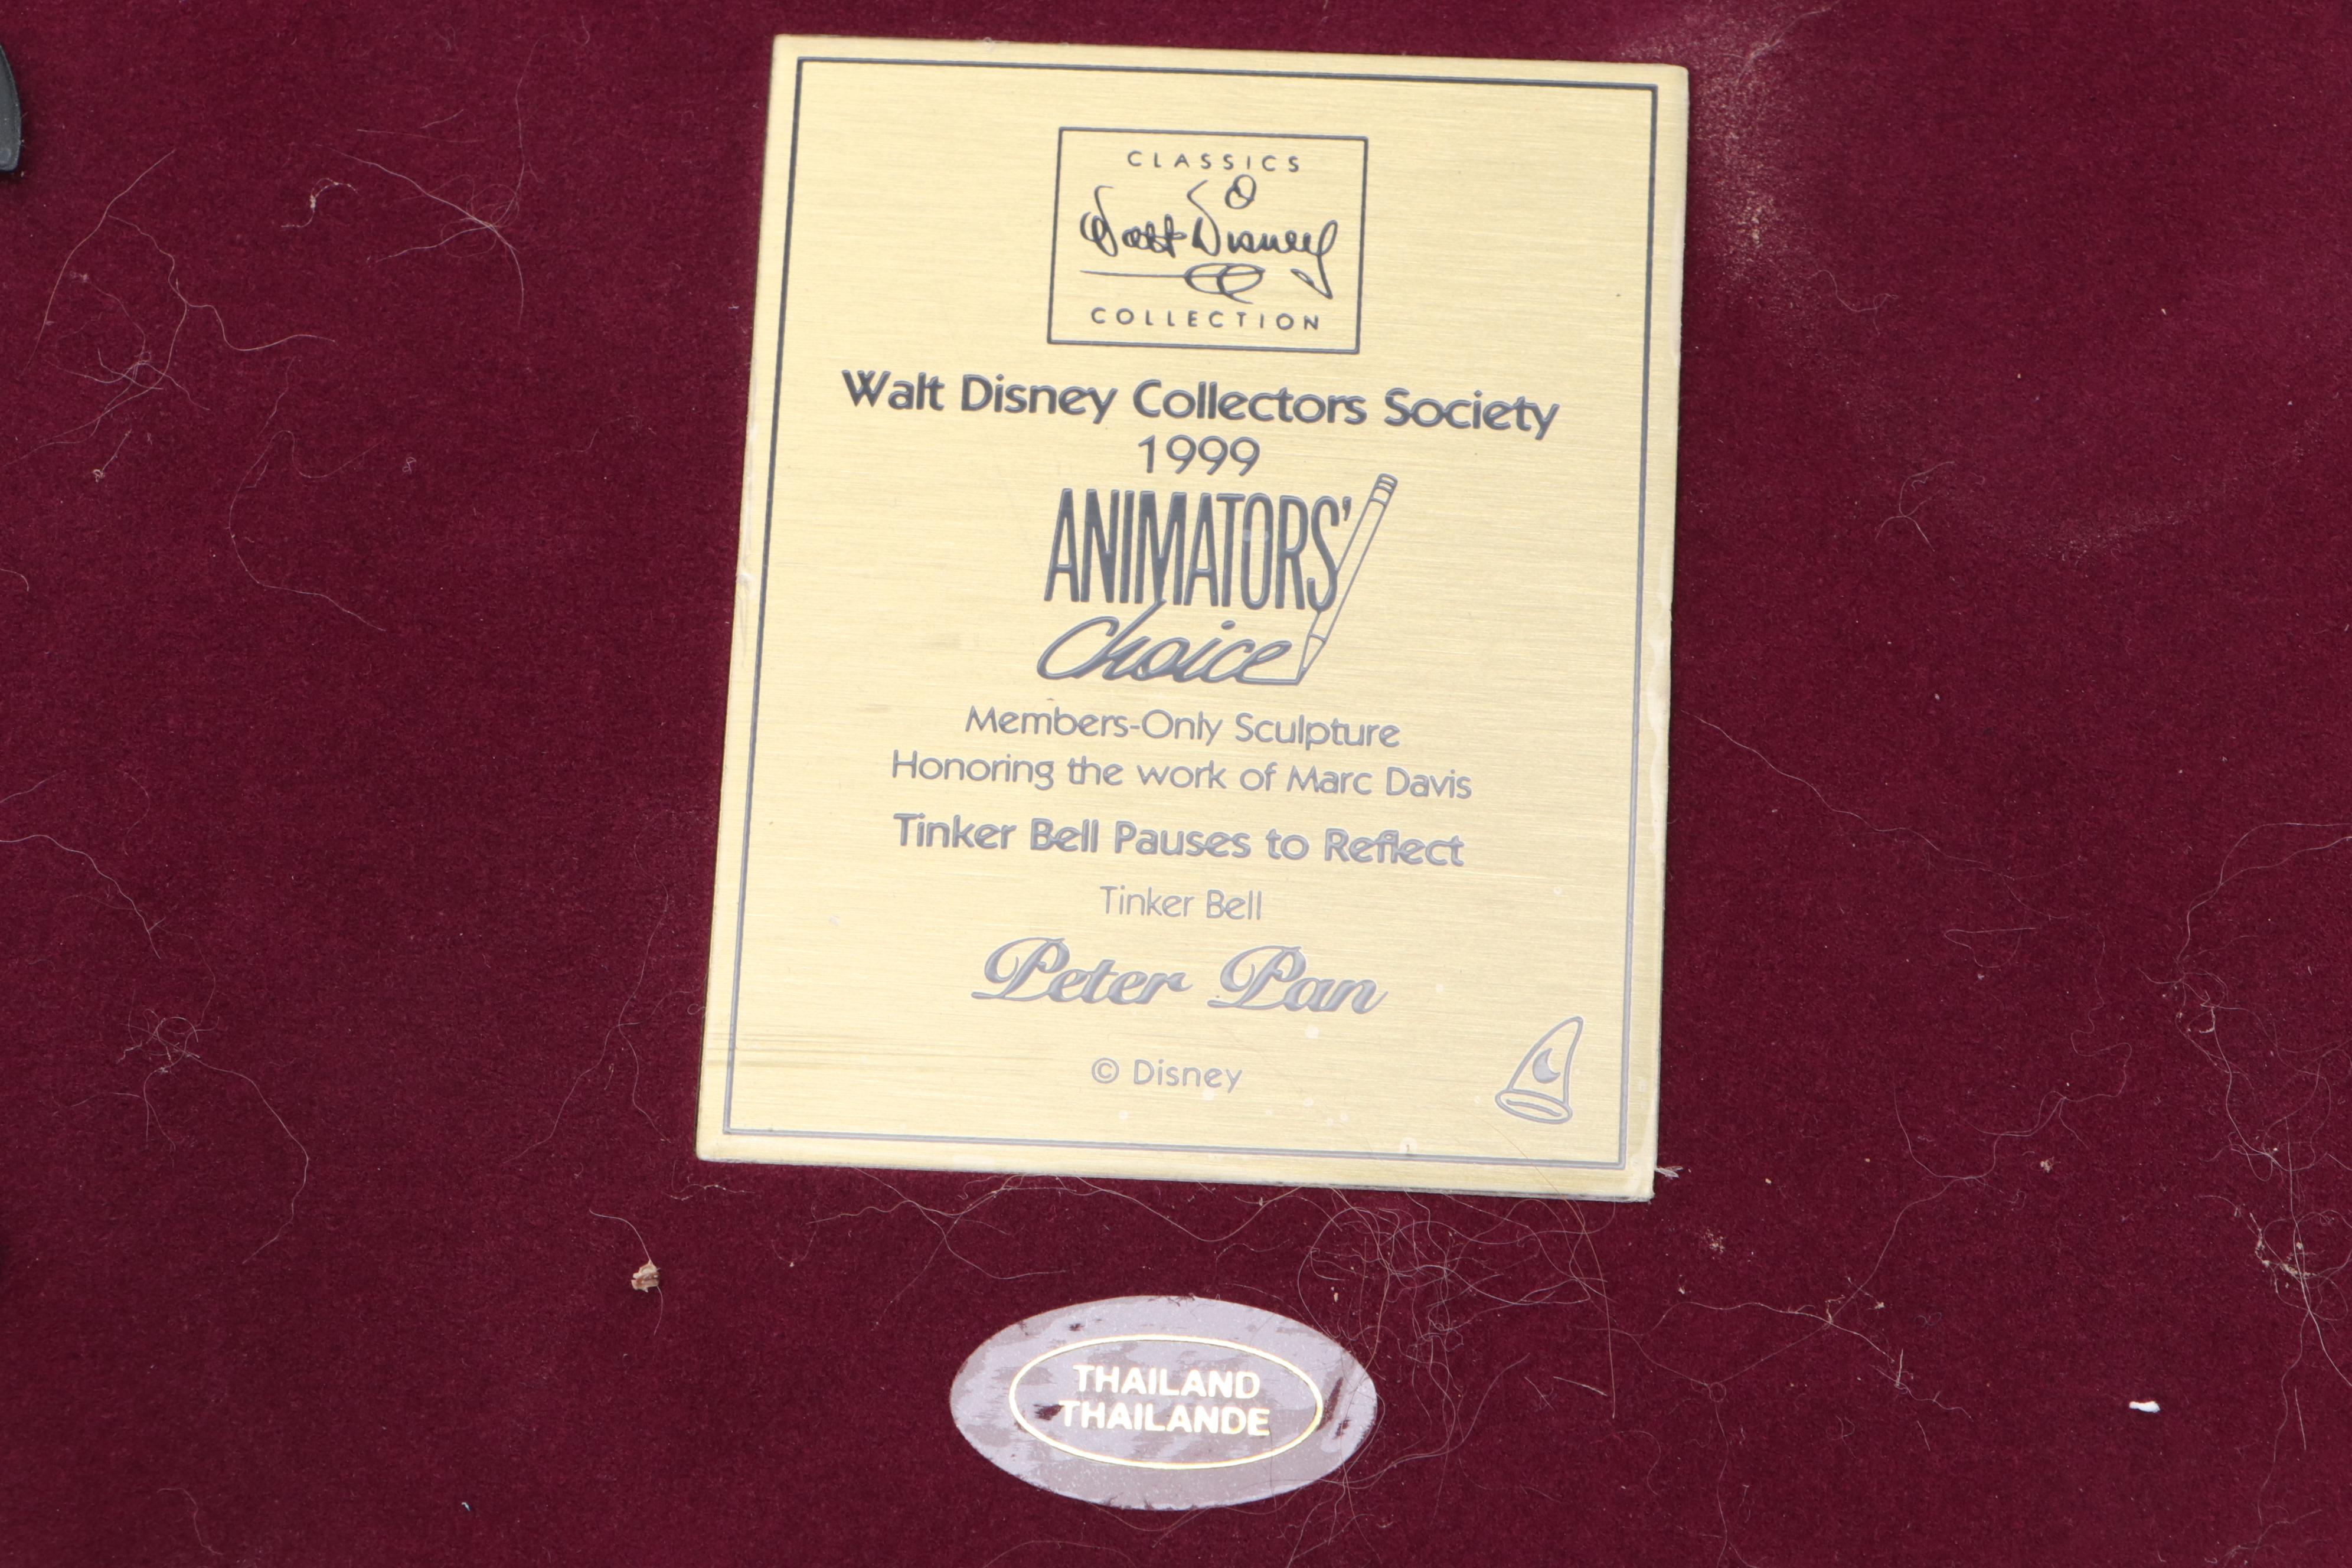 CLASSICS
Walt Disney
COLLECTION
Walt Disney Collectors Society
1999
ANIMATORS'
Choice
Members-Only Sculpture
Honoring the work of Marc Davis
Tinker Bell Pauses to Reflect
Tinker Bell
Peter Pan
© Disney
THAILAND
THAILANDE